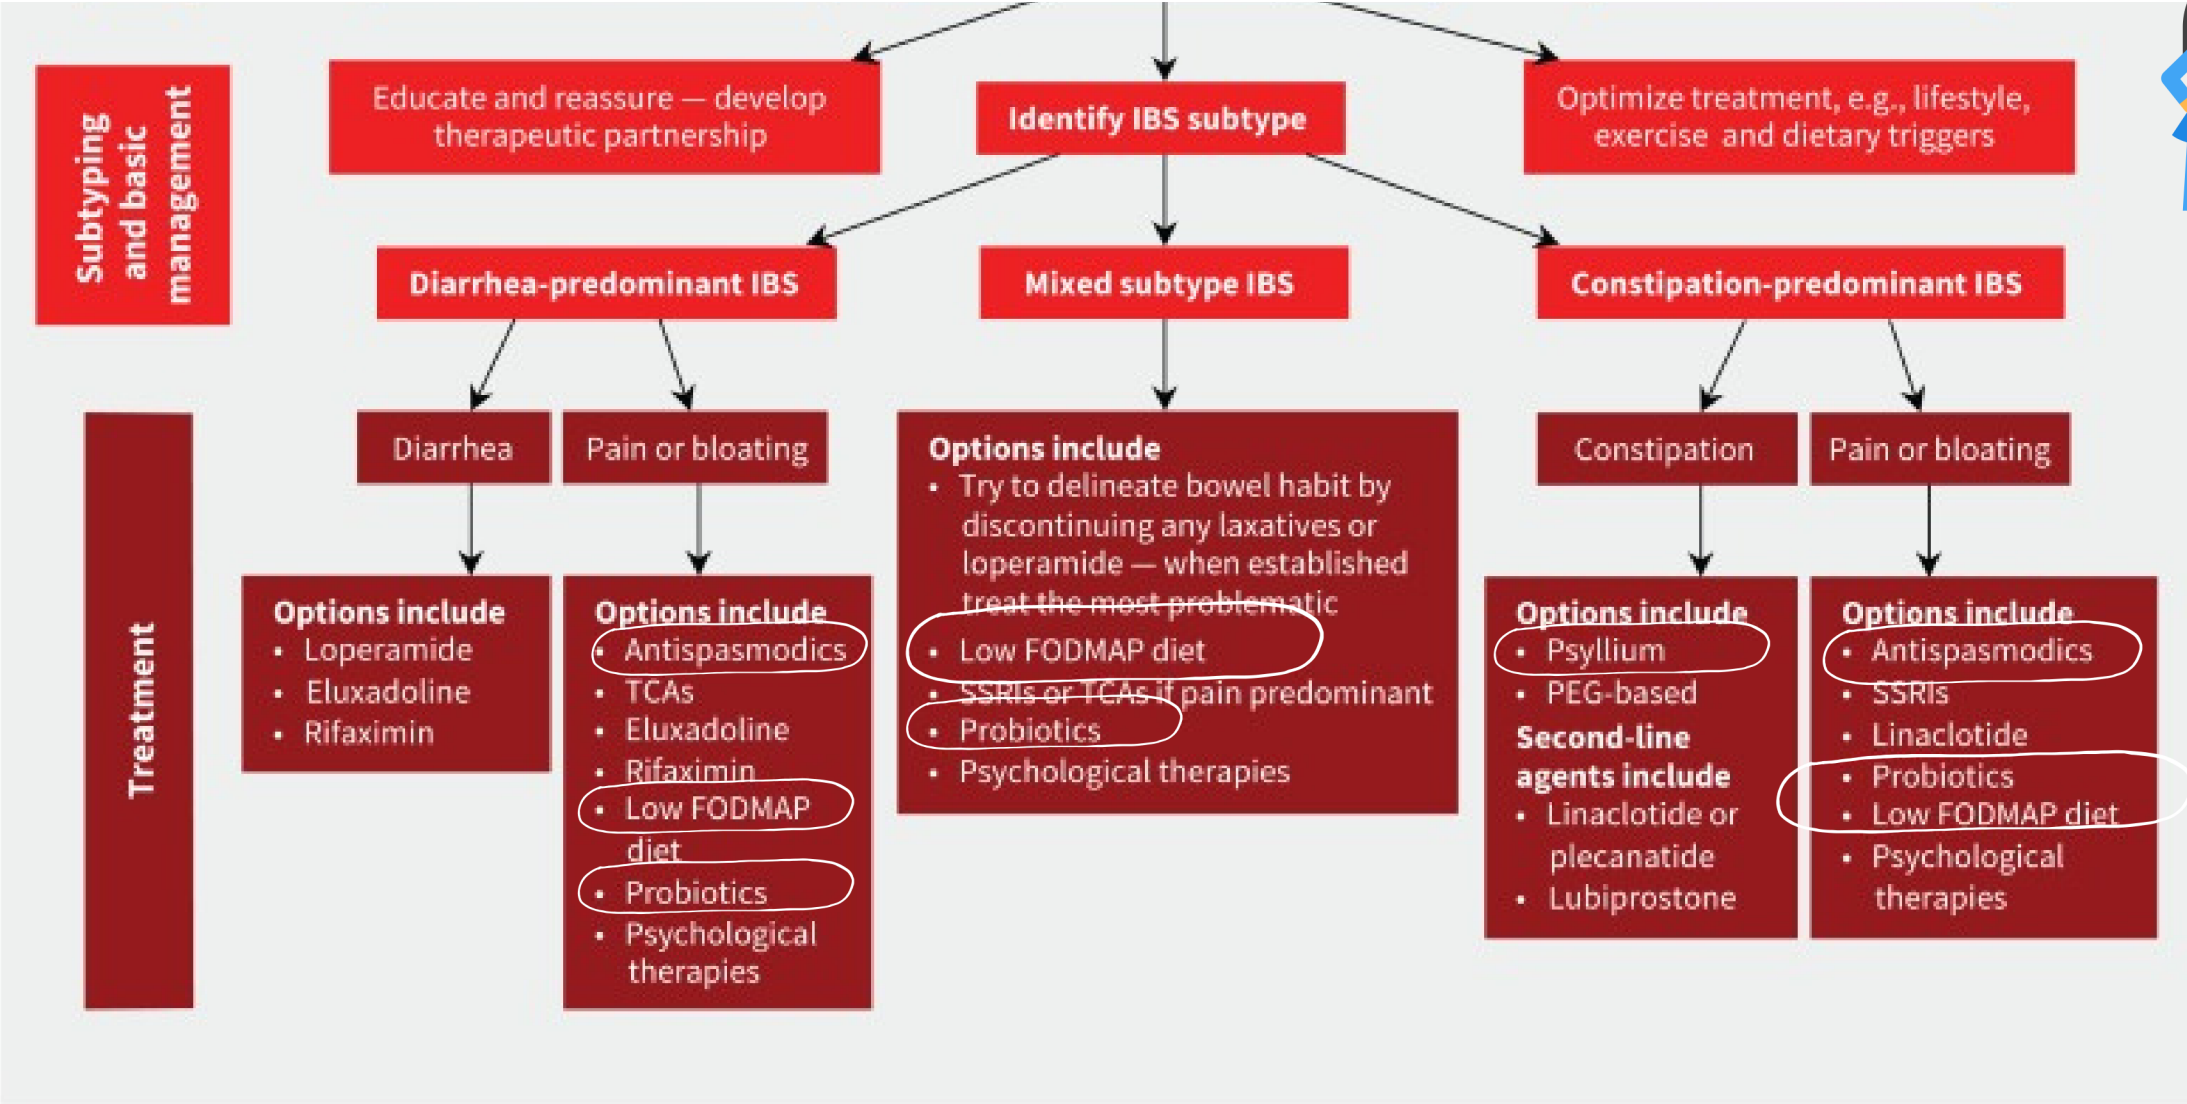 Subtyping
and basic
management
Educate and reassure — develop
therapeutic partnership
Identify IBS subtype
Optimize treatment, e.g., lifestyle,
exercise and dietary triggers
Diarrhea-predominant IBS
Mixed subtype IBS
Constipation-predominant IBS
Treatment
Diarrhea
Pain or bloating
Options include
• Loperamide
• Eluxadoline
• Rifaximin
Options include
• Antispasmodics
• TCAs
• Eluxadoline
• Rifaximin
• Low FODMAP
diet
• Probiotics
• Psychological
therapies
Options include
• Try to delineate bowel habit by
discontinuing any laxatives or
loperamide — when established
treat the most problematic
• Low FODMAP diet
• SSRIs or TCAs if pain predominant
• Probiotics
• Psychological therapies
Constipation
Pain or bloating
Options include
• Psyllium
• PEG-based
Second-line
agents include
• Linaclotide or
plecanatide
• Lubiprostone
Options include
• Antispasmodics
• SSRIs
• Linaclotide
• Probiotics
• Low FODMAP diet
• Psychological
therapies